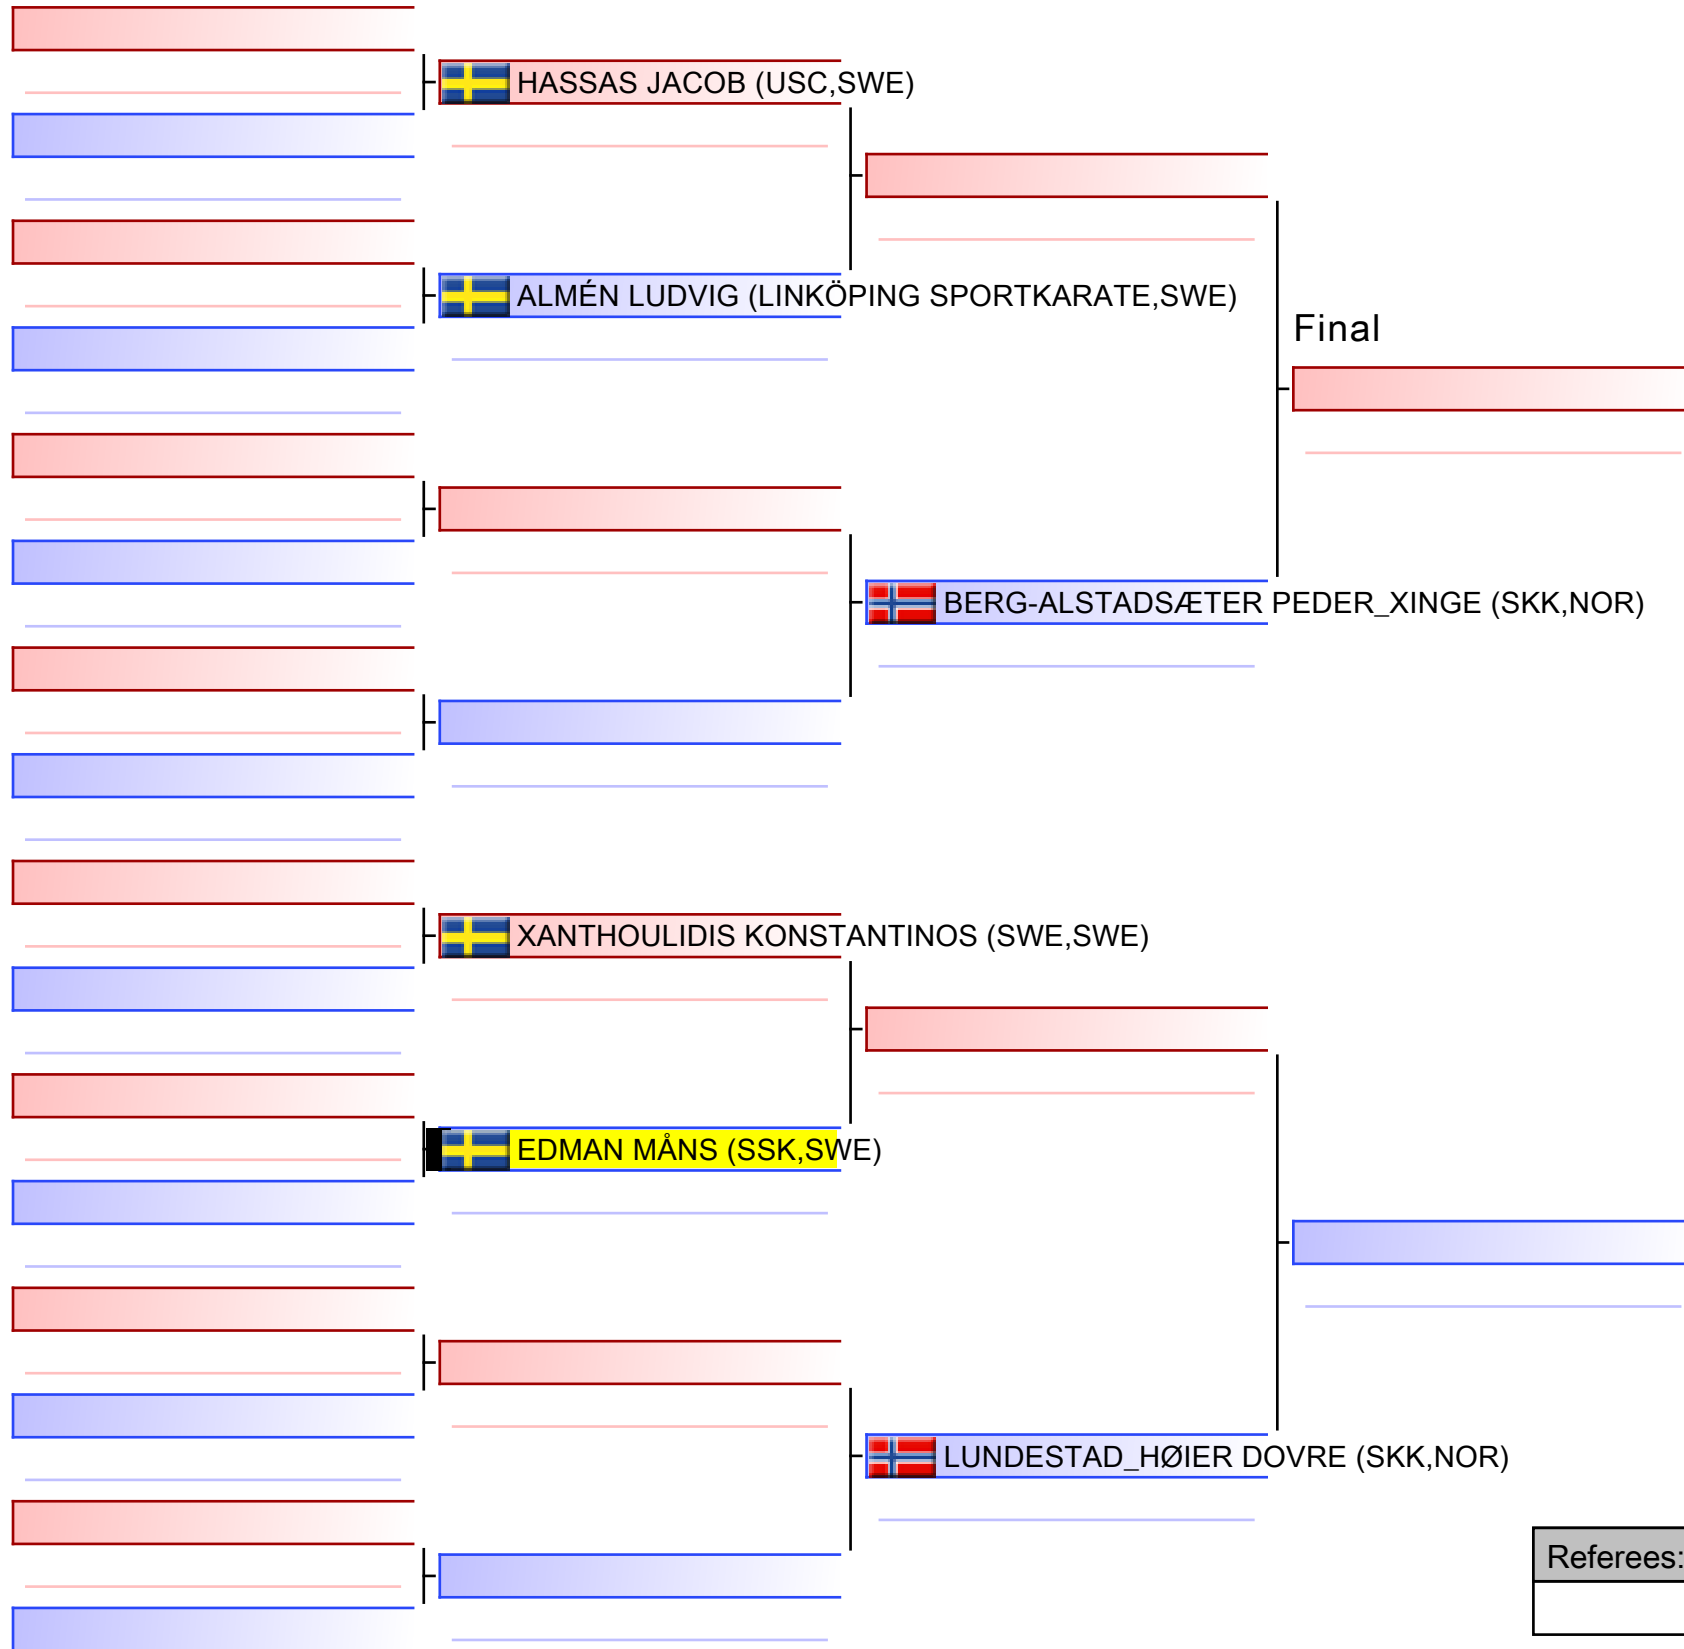 HASSAS JACOB (USC,SWE)
ALMÉN LUDVIG (LINKÖPING SPORTKARATE,SWE)
Final
BERG-ALSTADSÆTER PEDER_XINGE (SKK,NOR)
XANTHOULIDIS KONSTANTINOS (SWE,SWE)
EDMAN MÅNS (SSK,SWE)
LUNDESTAD_HØIER DOVRE (SKK,NOR)
Referees: